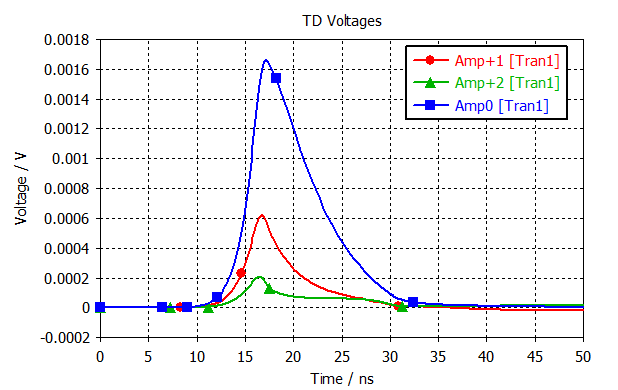 TD Voltages
0.0018
0.0016
0.0014
0.0012
0.001
0.0008
0.0006
0.0004
0.0002
0
-0.0002
Voltage / V
Amp+1 [Tran1]
Amp+2 [Tran1]
Amp0 [Tran1]
0 5 10 15 20 25 30 35 40 45 50
Time / ns